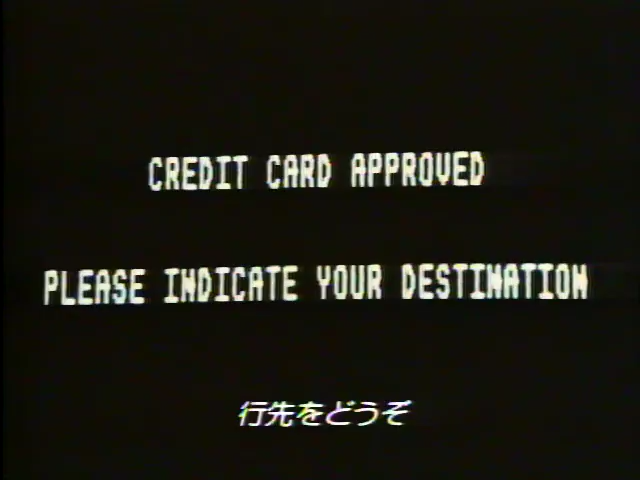 CREDIT CARD APPROVED
PLEASE INDICATE YOUR DESTINATION
行先をどうぞ